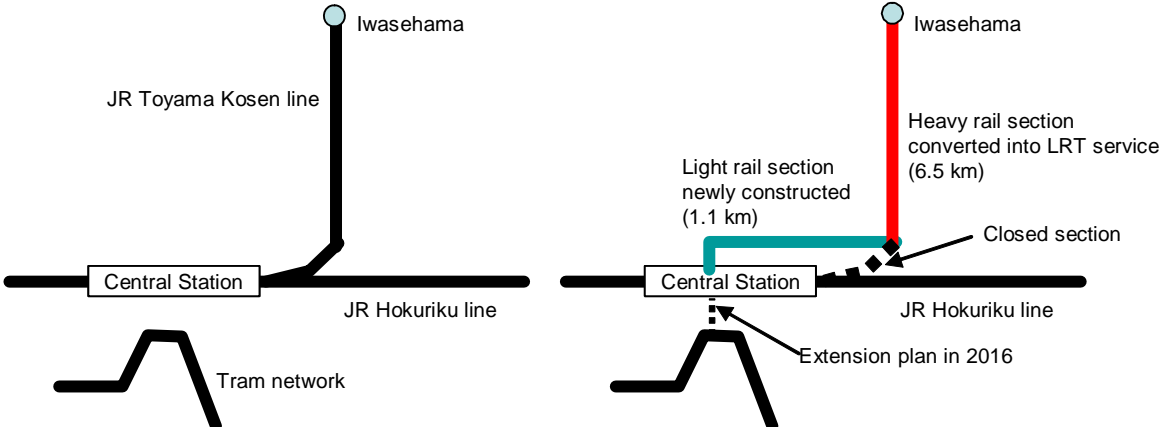 Iwasehama
JR Toyama Kosen line
Central Station
JR Hokuriku line
Tram network
Iwasehama
Heavy rail section
converted into LRT service
(6.5 km)
Light rail section
newly constructed
(1.1 km)
Closed section
Central Station
JR Hokuriku line
Extension plan in 2016